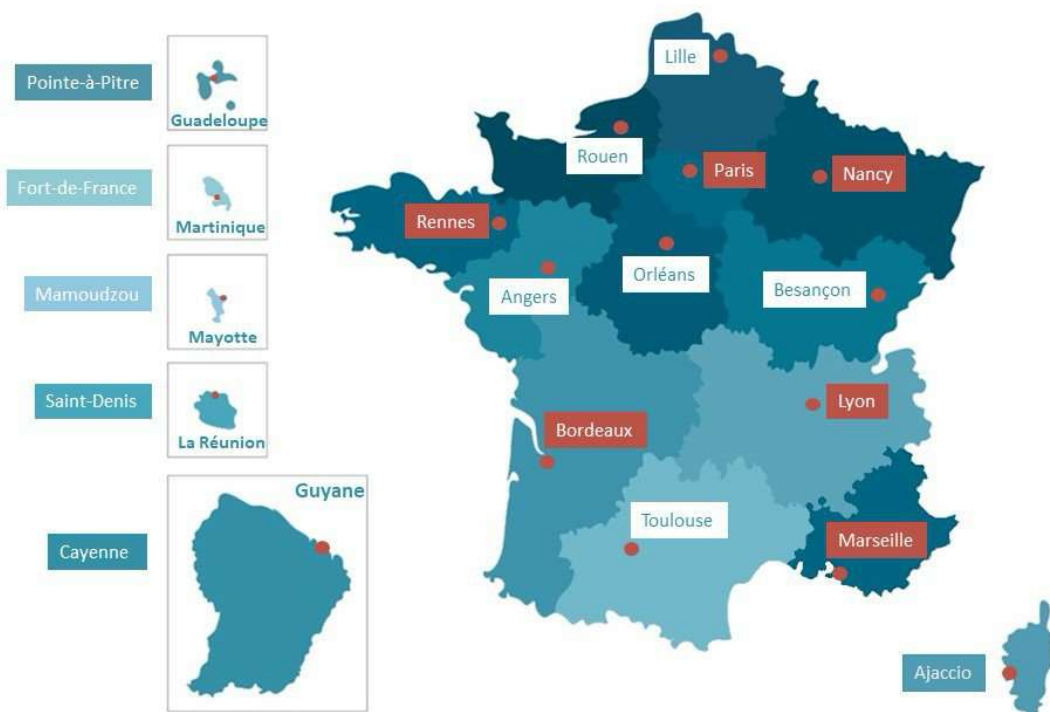 Pointe-à-Pitre
Guadeloupe
Fort-de-France
Martinique
Mamoudzou
Mayotte
Saint-Denis
La Réunion
Guyane
Cayenne
Lille
Rouen
Paris
Nancy
Rennes
Orléans
Angers
Besançon
Lyon
Bordeaux
Toulouse
Marseille
Ajaccio